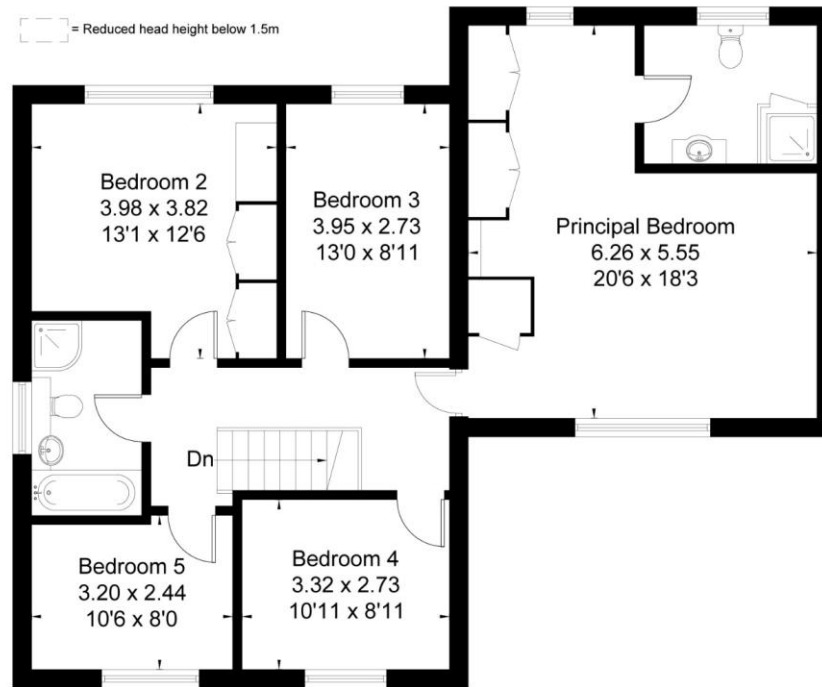 = Reduced head height below 1.5m
Bedroom 2
3.98 x 3.82
13'1 x 12'6
Bedroom 3
3.95 x 2.73
13'0 x 8'11
Principal Bedroom
6.26 x 5.55
20'6 x 18'3
Dn
Bedroom 5
3.20 x 2.44
10'6 x 8'0
Bedroom 4
3.32 x 2.73
10'11 x 8'11